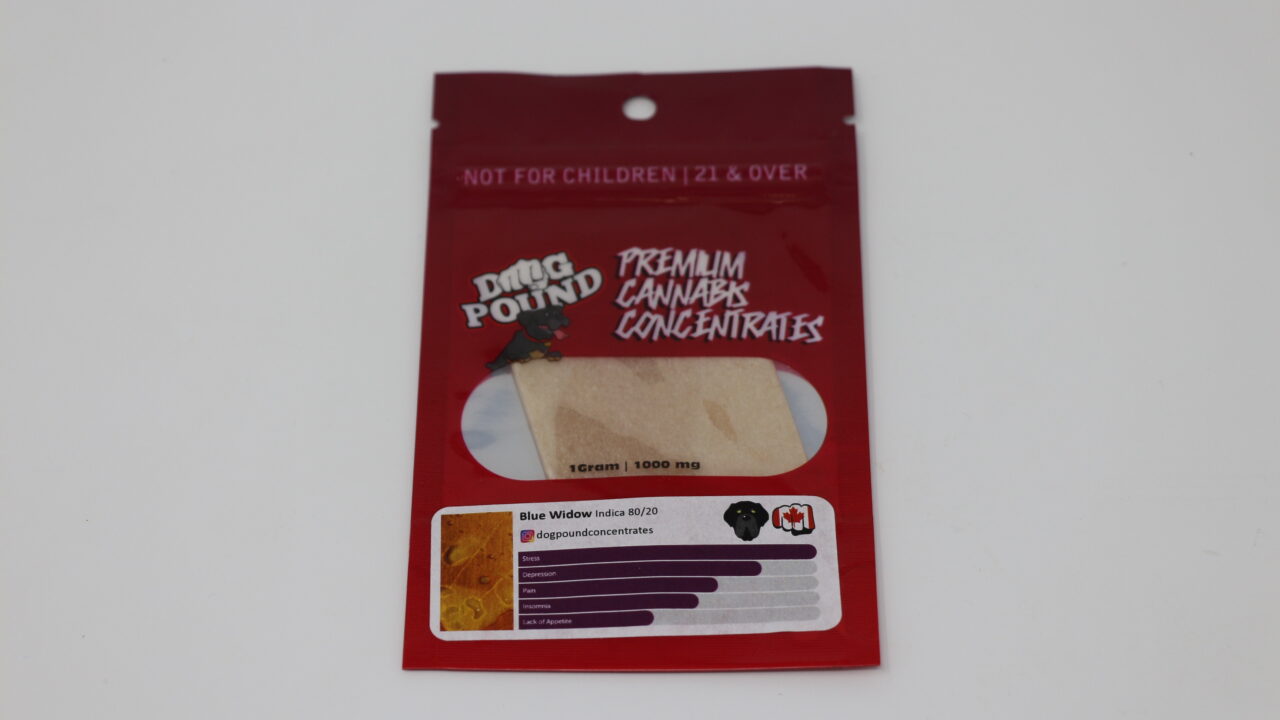 NOT FOR CHILDREN | 21 & OVER
DOG
POUND
PREMIUM
CANNABIS
CONCENTRATES
1Gram | 1000 mg
Blue Widow Indica 80/20
dogpoundconcentrates
Stress
Depression
Pain
Insomnia
Lack of Appetite